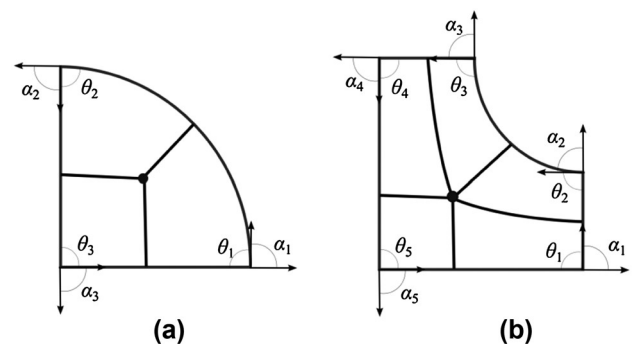 α₂ θ₂
θ₃ θ₁ α₁
α₃
(a)
α₃
α₄ θ₄ θ₃
α₂
θ₂
θ₅ θ₁ α₁
α₅
(b)